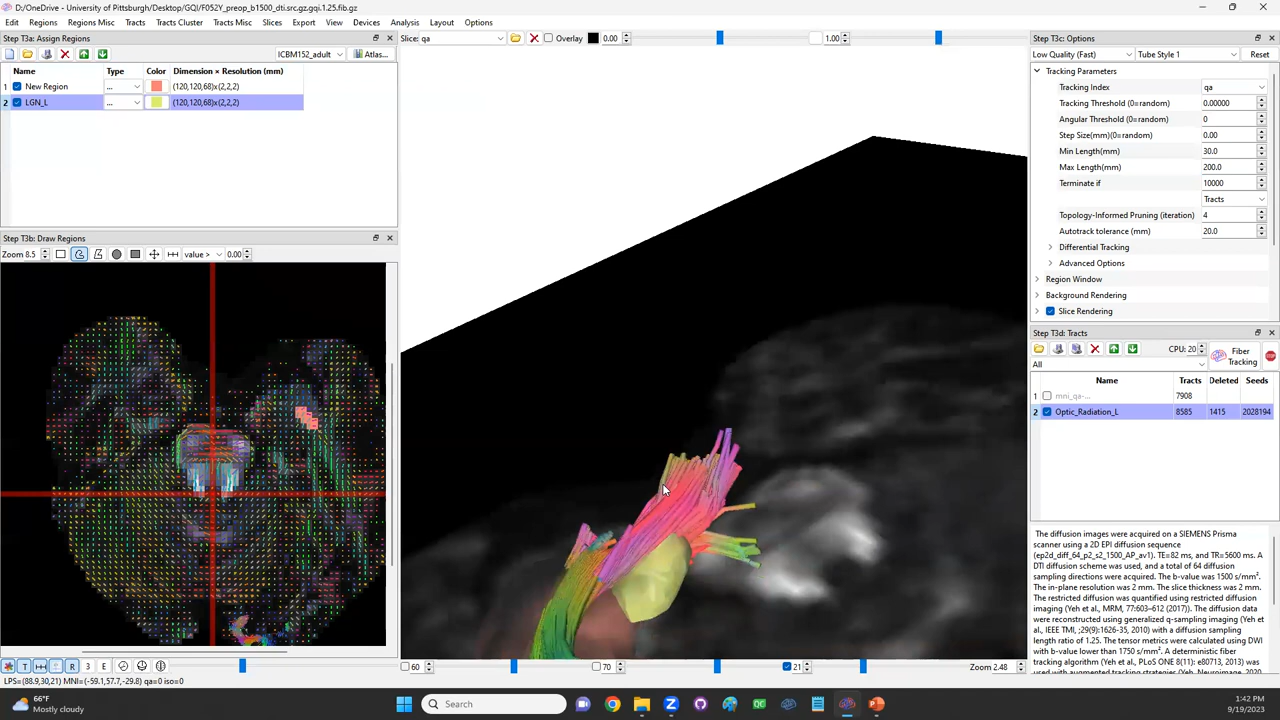 D:/OneDrive - University of Pittsburgh/Desktop/GQI/F052Y_preop_b1500_dti.src.gz.gqi.1.25.fib.gz
Edit Regions Regions Misc Tracts Tracts Cluster Tracts Misc Slices Export View Devices Analysis Layout Options
Step T3a: Assign Regions
ICBM152_adult Atlas...
Name Type Color Dimension × Resolution (mm)
1 New Region ... (120,120,68)x(2,2,2)
2 LGN_L ... (120,120,68)x(2,2,2)
Step T3b: Draw Regions
Zoom 8.5 value > 0.00
R 3 E
LPS=(88.9,30,21) MNI=(-59.1,57.7,-29.8) qa=0 iso=0
Slice: qa Overlay 0.00 1.00
60 70 21 Zoom 2.48
Step T3c: Options
Low Quality (Fast) Tube Style 1 Reset
Tracking Parameters
Tracking Index qa
Tracking Threshold (0=random) 0.00000
Angular Threshold (0=random) 0
Step Size(mm)(0=random) 0.00
Min Length(mm) 30.0
Max Length(mm) 200.0
Terminate if 10000
Tracts
Topology-Informed Pruning (iteration) 4
Autotrack tolerance (mm) 20.0
Differential Tracking
Advanced Options
Region Window
Background Rendering
Slice Rendering
Step T3d: Tracts
CPU: 20 Fiber Tracking
All
Name Tracts Deleted Seeds
1 mni_qa-... 7908
2 Optic_Radiation_L 8585 1415 2028194
The diffusion images were acquired on a SIEMENS Prisma
scanner using a 2D EPI diffusion sequence
(ep2d_diff_64_p2_s2_1500_AP_av1). TE=82 ms, and TR=5600 ms. A
DTI diffusion scheme was used, and a total of 64 diffusion
sampling directions were acquired. The b-value was 1500 s/mm².
The in-plane resolution was 2 mm. The slice thickness was 2 mm.
The restricted diffusion was quantified using restricted diffusion
imaging (Yeh et al., MRM, 77:603–612 (2017)). The diffusion data
were reconstructed using generalized q-sampling imaging (Yeh et
al., IEEE TMI, ;29(9):1626-35, 2010) with a diffusion sampling
length ratio of 1.25. The tensor metrics were calculated using DWI
with b-value lower than 1750 s/mm². A deterministic fiber
tracking algorithm (Yeh et al., PLoS ONE 8(11): e80713, 2013) was
used with augmented tracking strategies (Yeh, Neuroimage, 2020
66°F
Mostly cloudy
Search
1:42 PM
9/19/2023